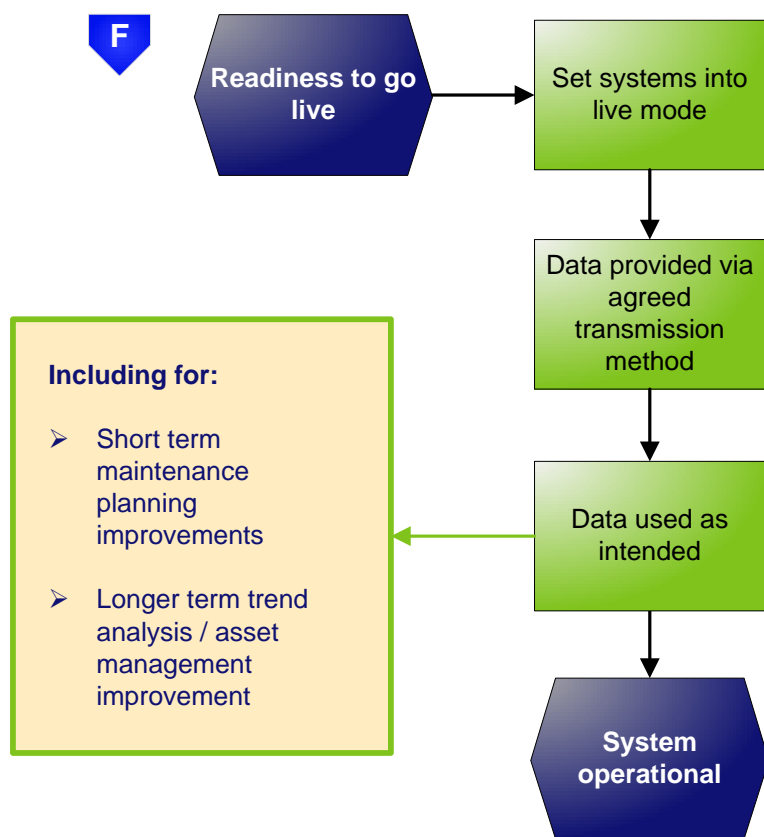 F
Readiness to go
live
Set systems into
live mode
Data provided via
agreed
transmission
method
Including for:
➢ Short term
maintenance
planning
improvements
➢ Longer term trend
analysis / asset
management
improvement
Data used as
intended
System
operational